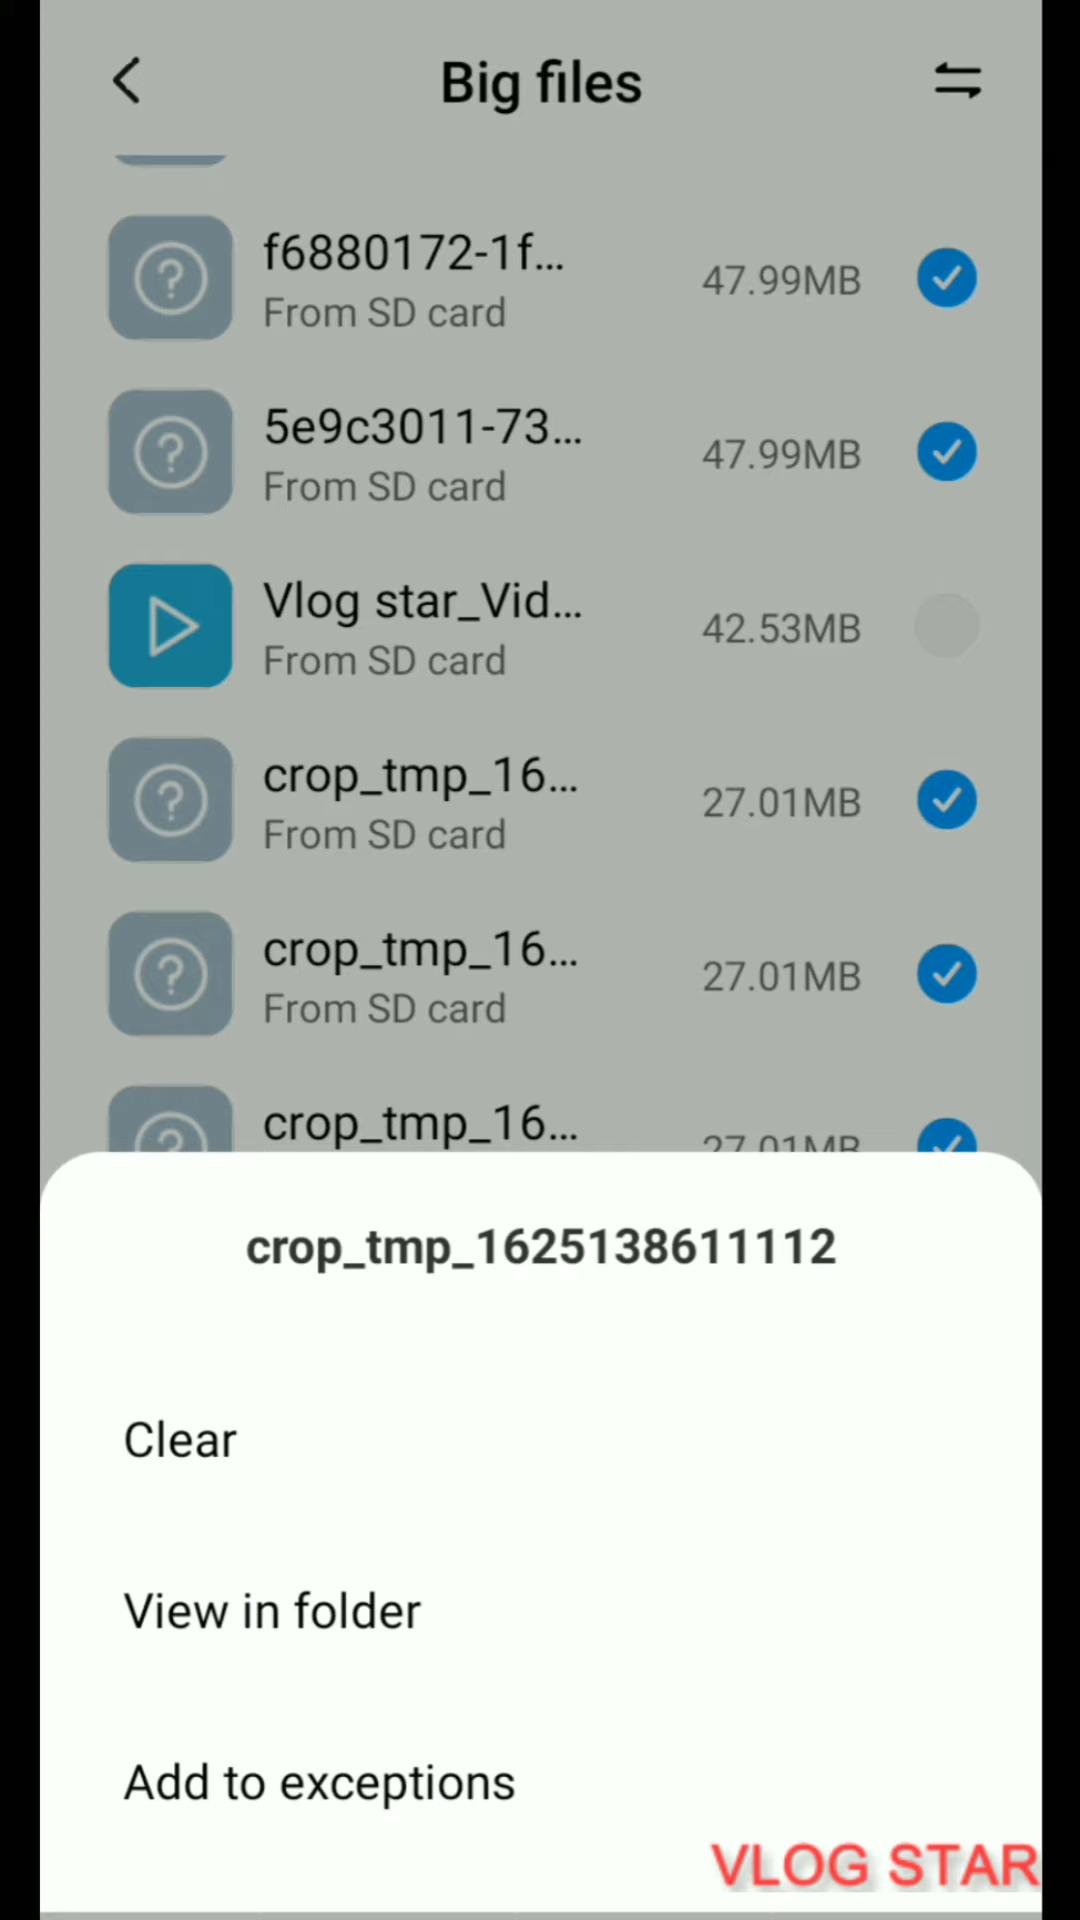 Big files
f6880172-1f...
From SD card
47.99MB
5e9c3011-73...
From SD card
47.99MB
Vlog star_Vid...
From SD card
42.53MB
crop_tmp_16...
From SD card
27.01MB
crop_tmp_16...
From SD card
27.01MB
crop_tmp_16...
27.01MB
crop_tmp_1625138611112
Clear
View in folder
Add to exceptions
VLOG STAR